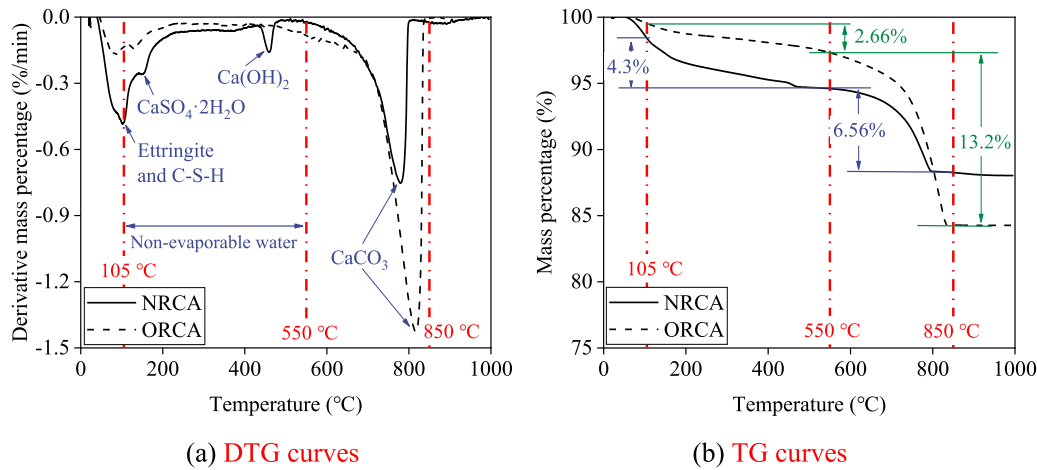 0.0
-0.3
-0.6
-0.9
-1.2
-1.5
Derivative mass percentage (%/min)
Ca(OH)2
CaSO4·2H2O
Ettringite
and C-S-H
Non-evaporable water
CaCO3
105 ℃
550 ℃
850 ℃
NRCA
ORCA
0
200
400
600
800
1000
Temperature (℃)
(a) DTG curves
100
95
90
85
80
75
Mass percentage (%)
2.66%
4.3%
6.56%
13.2%
105 ℃
550 ℃
850 ℃
NRCA
ORCA
0
200
400
600
800
1000
Temperature (℃)
(b) TG curves